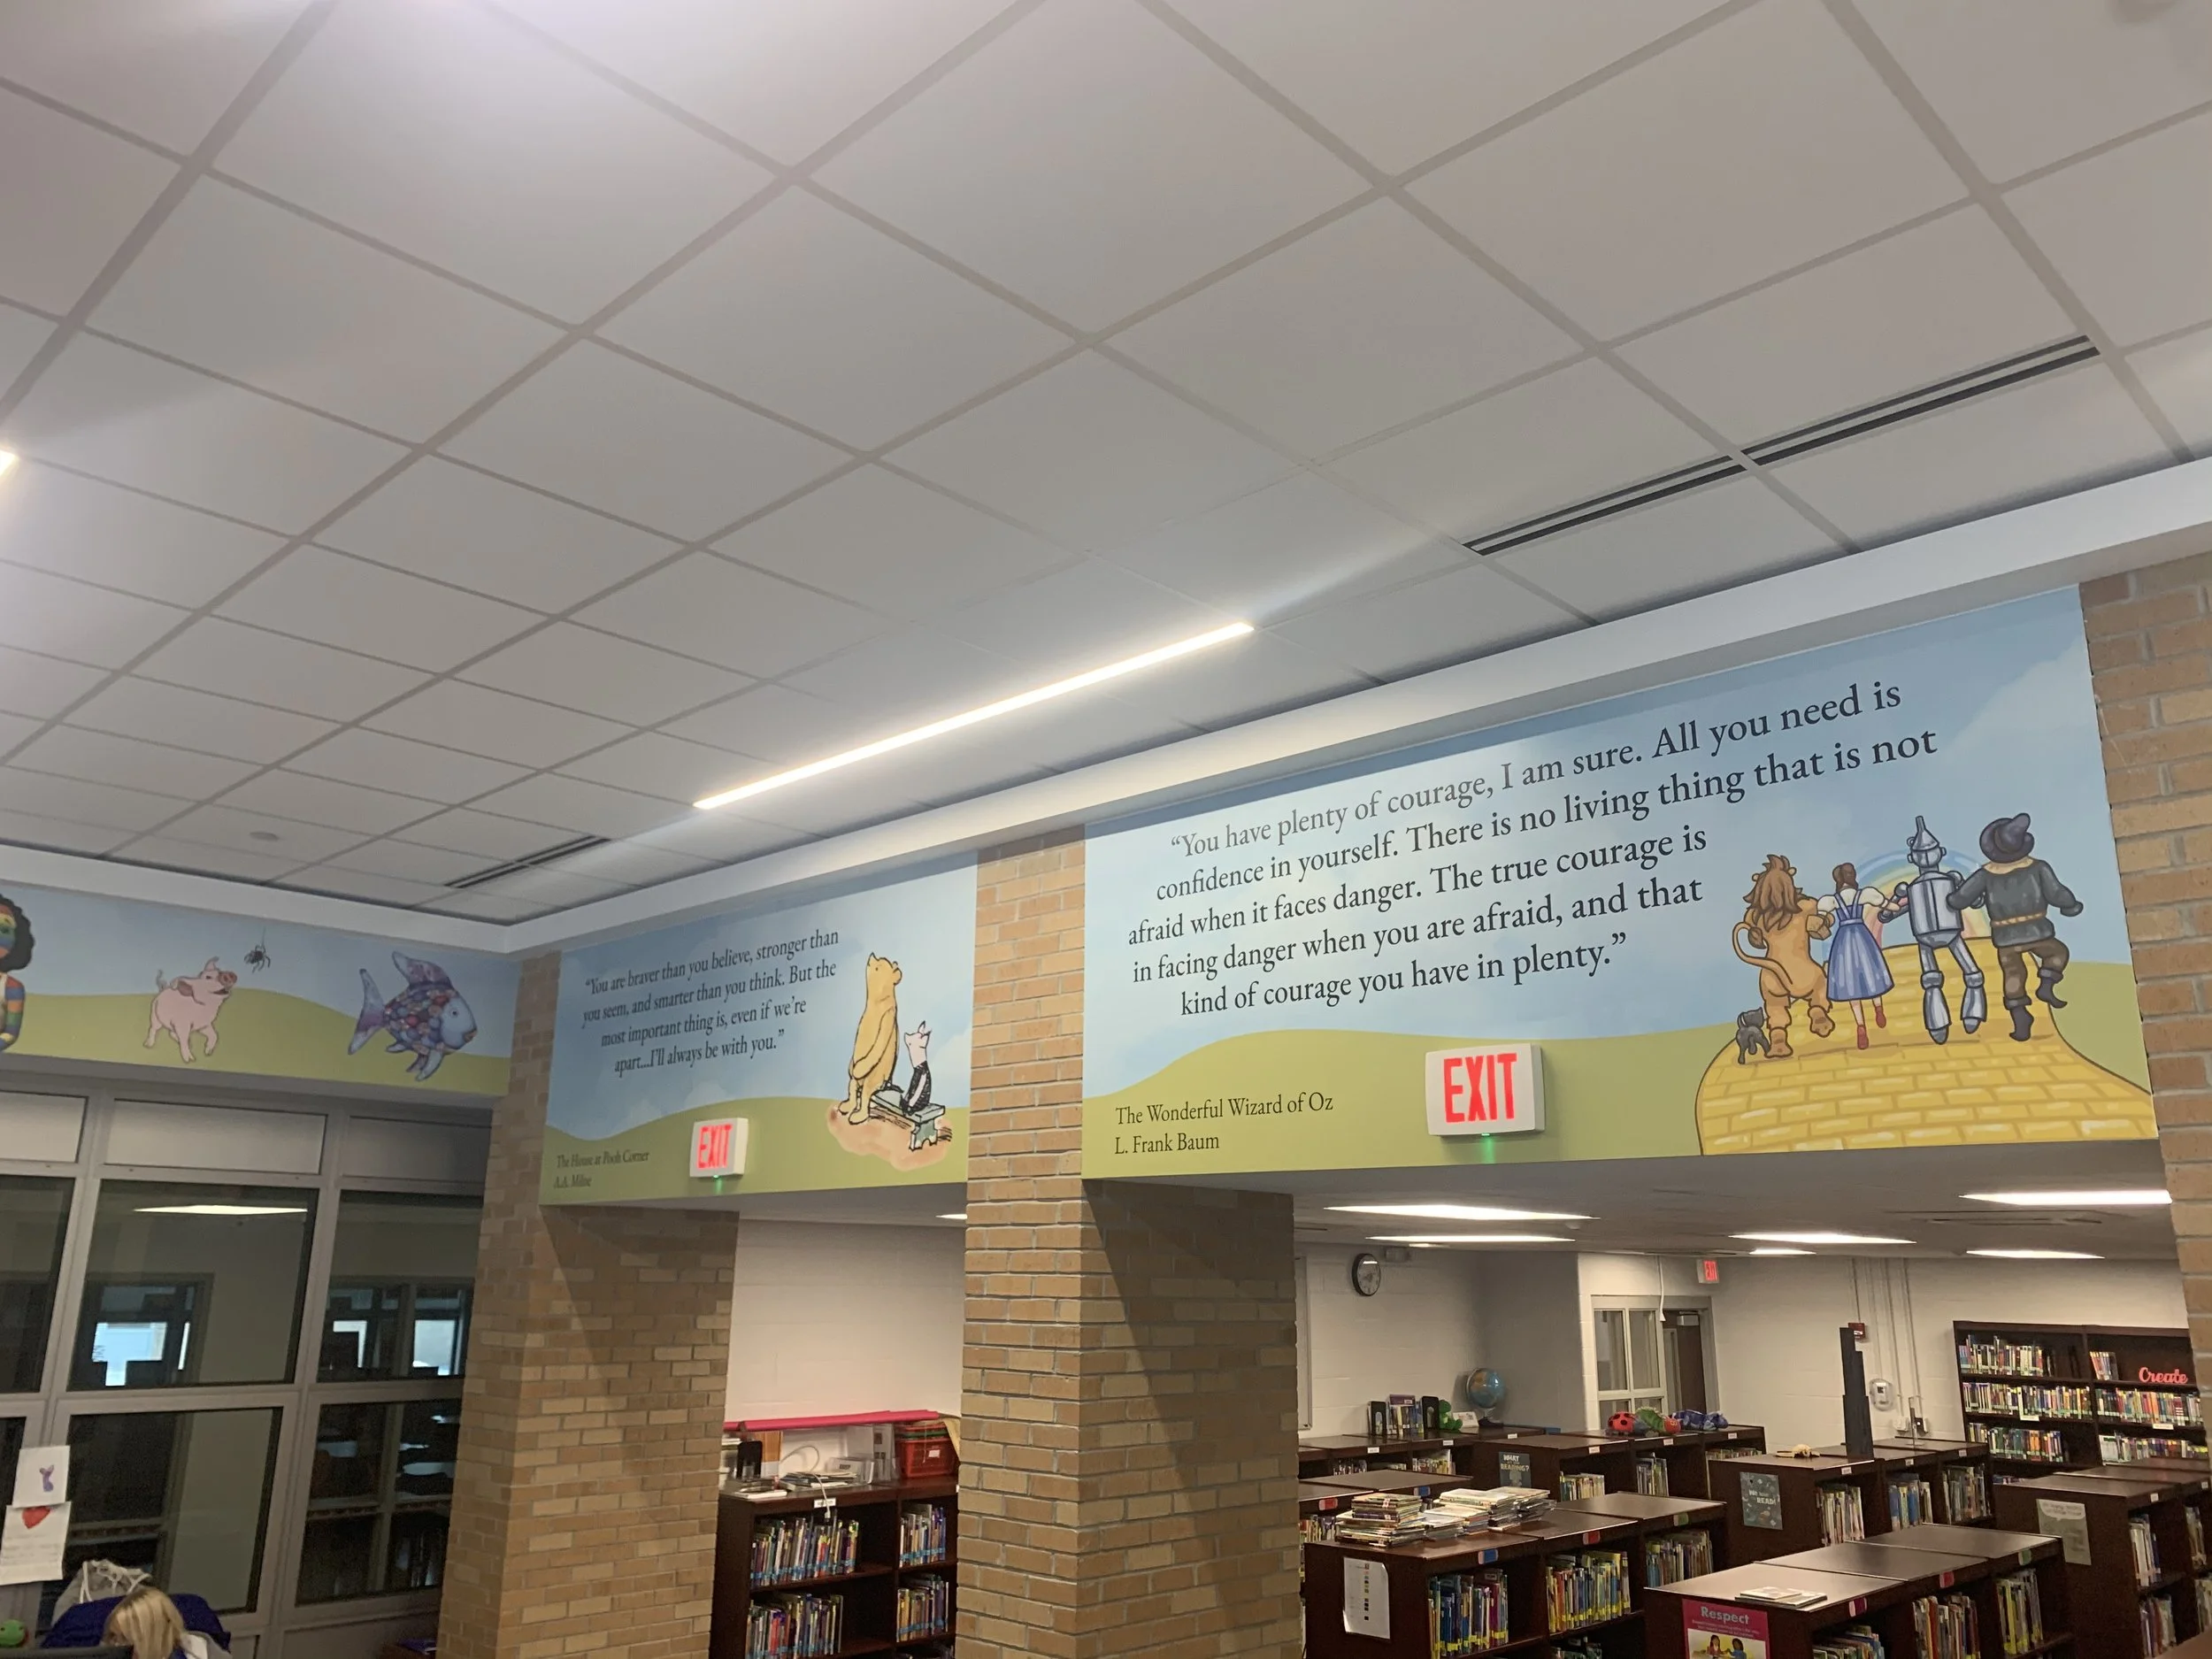 “You are braver than you believe, stronger than
you seem, and smarter than you think. But the
most important thing is, even if we're
apart...I'll always be with you.”
The House at Pooh Corner
A.A. Milne
EXIT
“You have plenty of courage, I am sure. All you need is
confidence in yourself. There is no living thing that is not
afraid when it faces danger. The true courage is
in facing danger when you are afraid, and that
kind of courage you have in plenty.”
The Wonderful Wizard of Oz
L. Frank Baum
EXIT
EXIT
Create
Respect